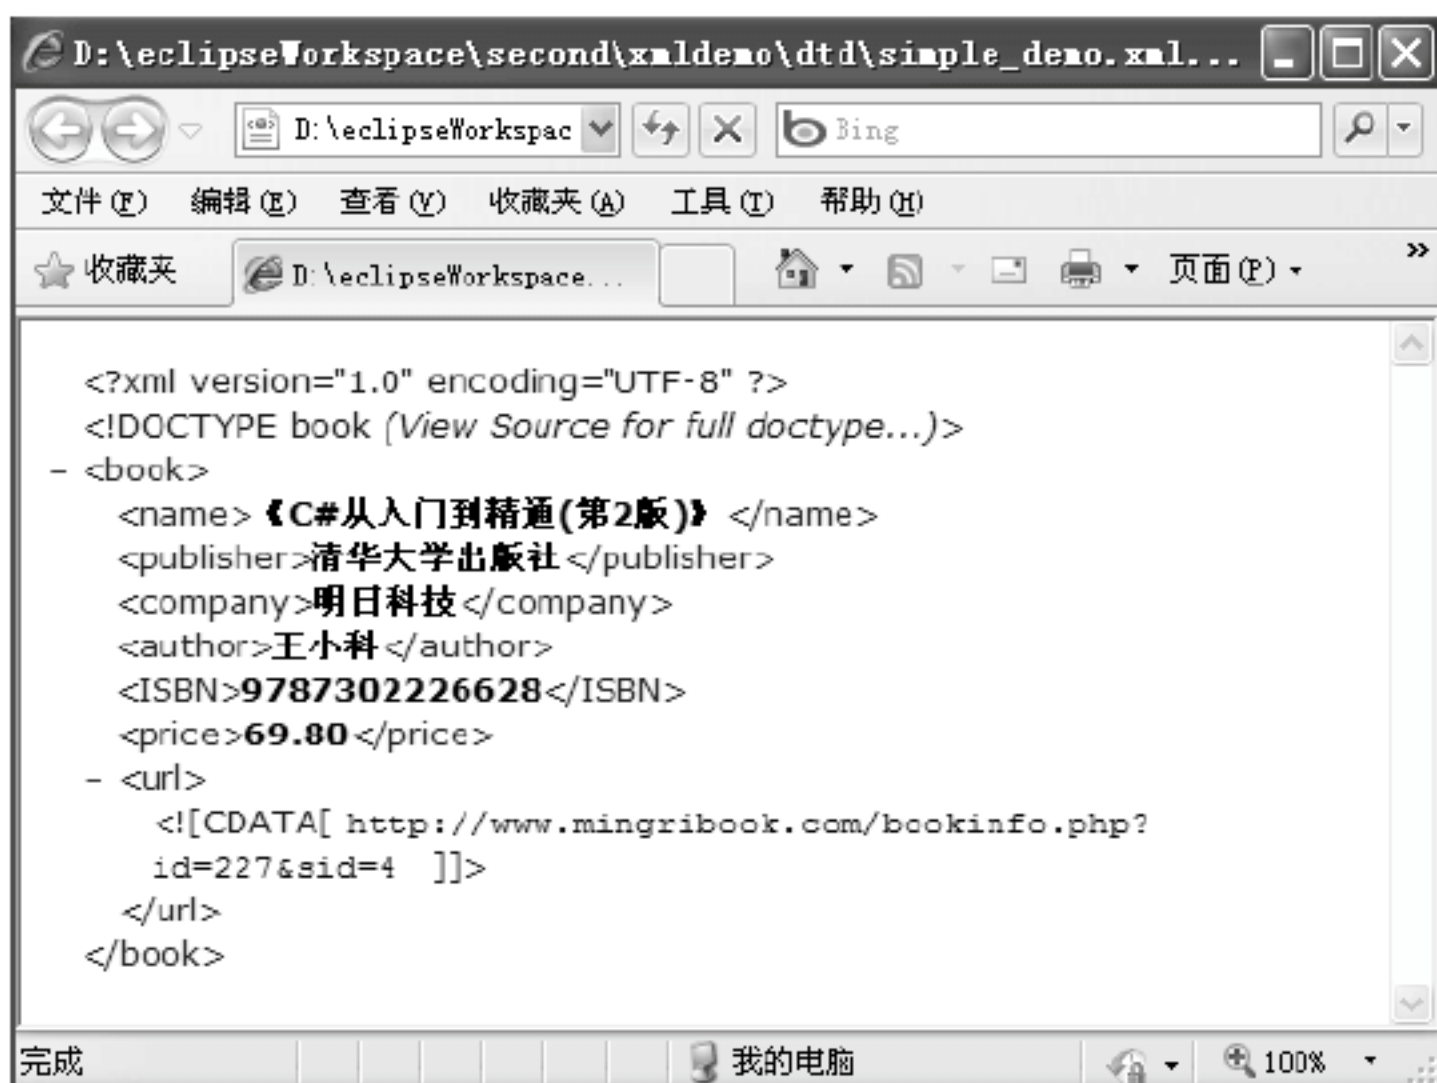 D:\eclipseWorkspace\second\xmldemo\dtd\simple_demo.xml...
D:\eclipseWorkspac
Bing
文件(F) 编辑(E) 查看(V) 收藏夹(A) 工具(T) 帮助(H)
收藏夹 D:\eclipseWorkspace... 页面(P) »
<?xml version="1.0" encoding="UTF-8" ?>
<!DOCTYPE book (View Source for full doctype...)>
- <book>
<name>《C#从入门到精通(第2版)》</name>
<publisher>清华大学出版社</publisher>
<company>明日科技</company>
<author>王小科</author>
<ISBN>9787302226628</ISBN>
<price>69.80</price>
- <url>
<![CDATA[ http://www.mingribook.com/bookinfo.php?
id=227&sid=4 ]]>
</url>
</book>
完成 我的电脑 100%